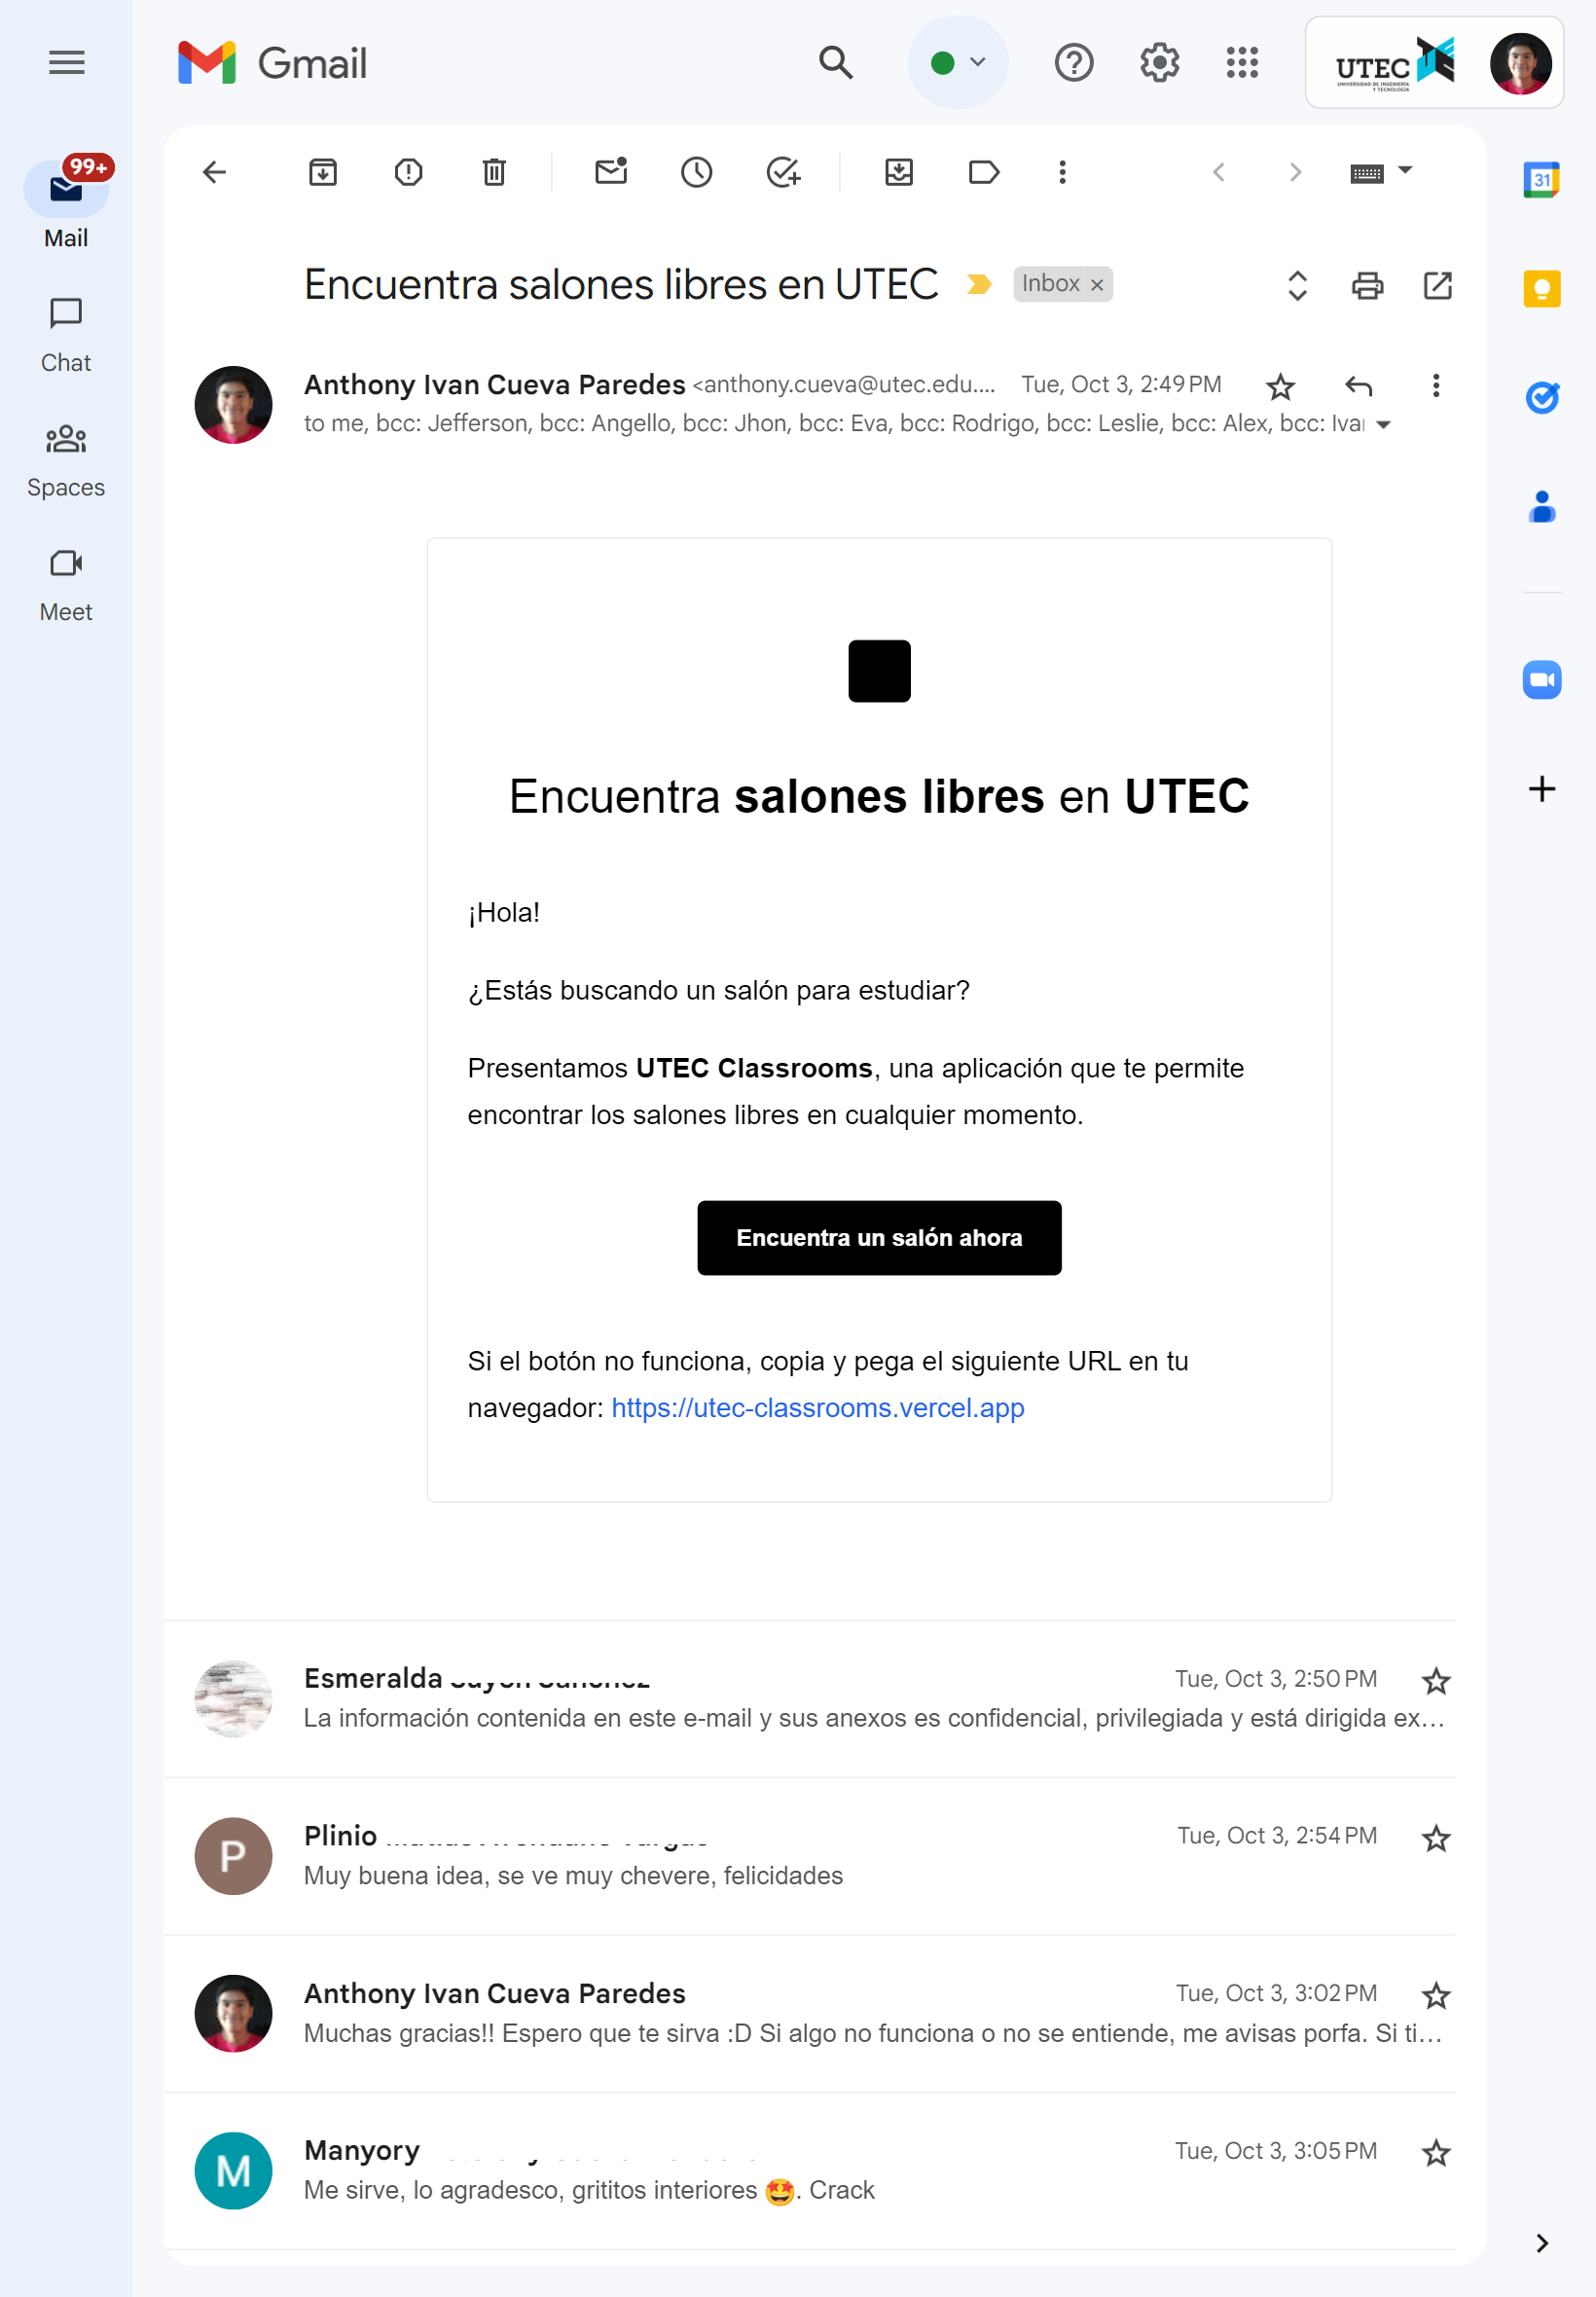 Gmail
UTEC
UNIVERSIDAD DE INGENIERÍA
Y TECNOLOGÍA
99+
Mail
Chat
Spaces
Meet
31
Encuentra salones libres en UTEC
Inbox ×
Anthony Ivan Cueva Paredes <anthony.cueva@utec.edu.... Tue, Oct 3, 2:49 PM
to me, bcc: Jefferson, bcc: Angello, bcc: Jhon, bcc: Eva, bcc: Rodrigo, bcc: Leslie, bcc: Alex, bcc: Ivan
Encuentra salones libres en UTEC
¡Hola!
¿Estás buscando un salón para estudiar?
Presentamos UTEC Classrooms, una aplicación que te permite
encontrar los salones libres en cualquier momento.
Encuentra un salón ahora
Si el botón no funciona, copia y pega el siguiente URL en tu
navegador: https://utec-classrooms.vercel.app
Esmeralda Tue, Oct 3, 2:50 PM
La información contenida en este e-mail y sus anexos es confidencial, privilegiada y está dirigida ex...
P
Plinio Tue, Oct 3, 2:54 PM
Muy buena idea, se ve muy chevere, felicidades
Anthony Ivan Cueva Paredes Tue, Oct 3, 3:02 PM
Muchas gracias!! Espero que te sirva :D Si algo no funciona o no se entiende, me avisas porfa. Si ti...
M
Manyory Tue, Oct 3, 3:05 PM
Me sirve, lo agradesco, grititos interiores 🤩. Crack